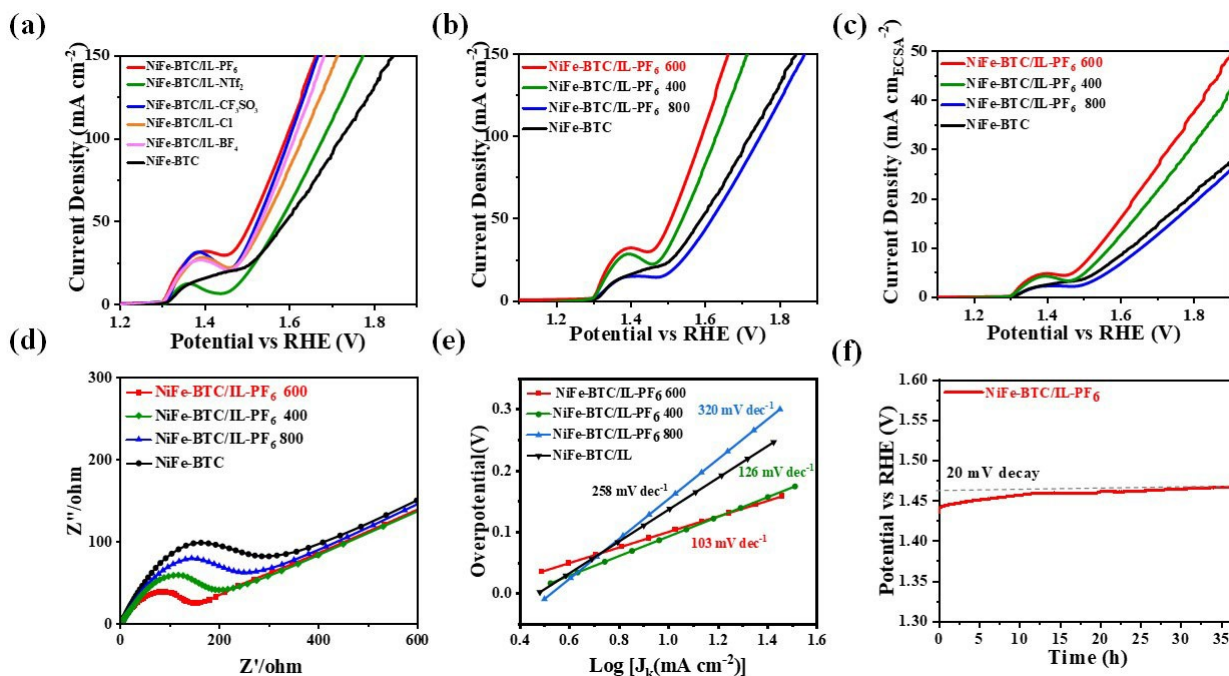 (a)
Current Density (mA cm⁻²)
150
100
50
0
NiFe-BTC/IL-PF₆
NiFe-BTC/IL-NTf₂
NiFe-BTC/IL-CF₃SO₃
NiFe-BTC/IL-Cl
NiFe-BTC/IL-BF₄
NiFe-BTC
1.2 1.4 1.6 1.8
Potential vs RHE (V)
(b)
Current Density (mA cm⁻²)
150
100
50
0
NiFe-BTC/IL-PF₆ 600
NiFe-BTC/IL-PF₆ 400
NiFe-BTC/IL-PF₆ 800
NiFe-BTC
1.2 1.4 1.6 1.8
Potential vs RHE (V)
(c)
Current Density (mA cm_ECSA⁻²)
50
40
30
20
10
0
NiFe-BTC/IL-PF₆ 600
NiFe-BTC/IL-PF₆ 400
NiFe-BTC/IL-PF₆ 800
NiFe-BTC
1.2 1.4 1.6 1.8
Potential vs RHE (V)
(d)
Z''/ohm
300
200
100
0
NiFe-BTC/IL-PF₆ 600
NiFe-BTC/IL-PF₆ 400
NiFe-BTC/IL-PF₆ 800
NiFe-BTC
0 200 400 600
Z'/ohm
(e)
Overpotential(V)
0.3
0.2
0.1
0.0
NiFe-BTC/IL-PF₆ 600
NiFe-BTC/IL-PF₆ 400
NiFe-BTC/IL-PF₆ 800
NiFe-BTC/IL
320 mV dec⁻¹
126 mV dec⁻¹
258 mV dec⁻¹
103 mV dec⁻¹
0.4 0.6 0.8 1.0 1.2 1.4 1.6
Log [Jₖ(mA cm⁻²)]
(f)
Potential vs RHE (V)
1.60
1.55
1.50
1.45
1.40
1.35
1.30
NiFe-BTC/IL-PF₆
20 mV decay
0 5 10 15 20 25 30 35
Time (h)